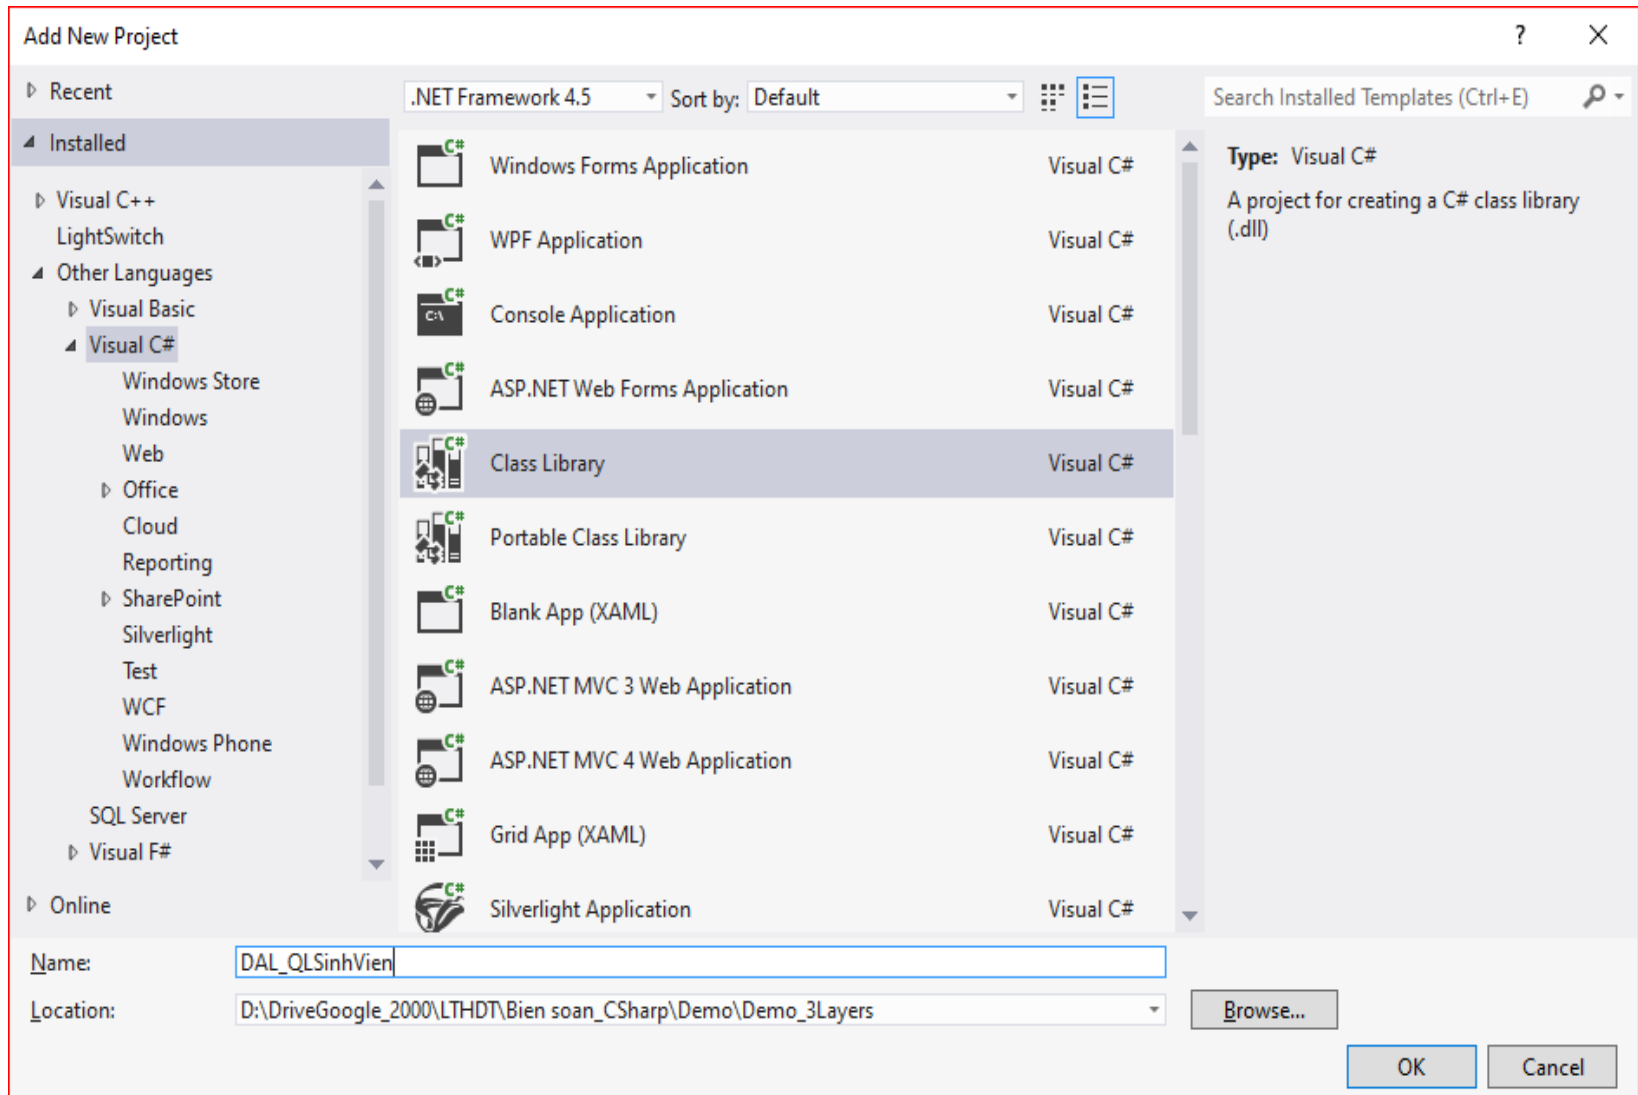 Add New Project
?
Recent
.NET Framework 4.5
Sort by: Default
Search Installed Templates (Ctrl+E)
Installed
Visual C++
LightSwitch
Other Languages
Visual Basic
Visual C#
Windows Store
Windows
Web
Office
Cloud
Reporting
SharePoint
Silverlight
Test
WCF
Windows Phone
Workflow
SQL Server
Visual F#
Online
C# Windows Forms Application Visual C#
C# WPF Application Visual C#
C# C:\ Console Application Visual C#
C# ASP.NET Web Forms Application Visual C#
C# Class Library Visual C#
C# Portable Class Library Visual C#
C# Blank App (XAML) Visual C#
C# ASP.NET MVC 3 Web Application Visual C#
C# ASP.NET MVC 4 Web Application Visual C#
C# Grid App (XAML) Visual C#
C# Silverlight Application Visual C#
Type: Visual C#
A project for creating a C# class library
(.dll)
Name: DAL_QLSinhVien
Location: D:\DriveGoogle_2000\LTHDT\Bien soan_CSharp\Demo\Demo_3Layers
Browse...
OK
Cancel